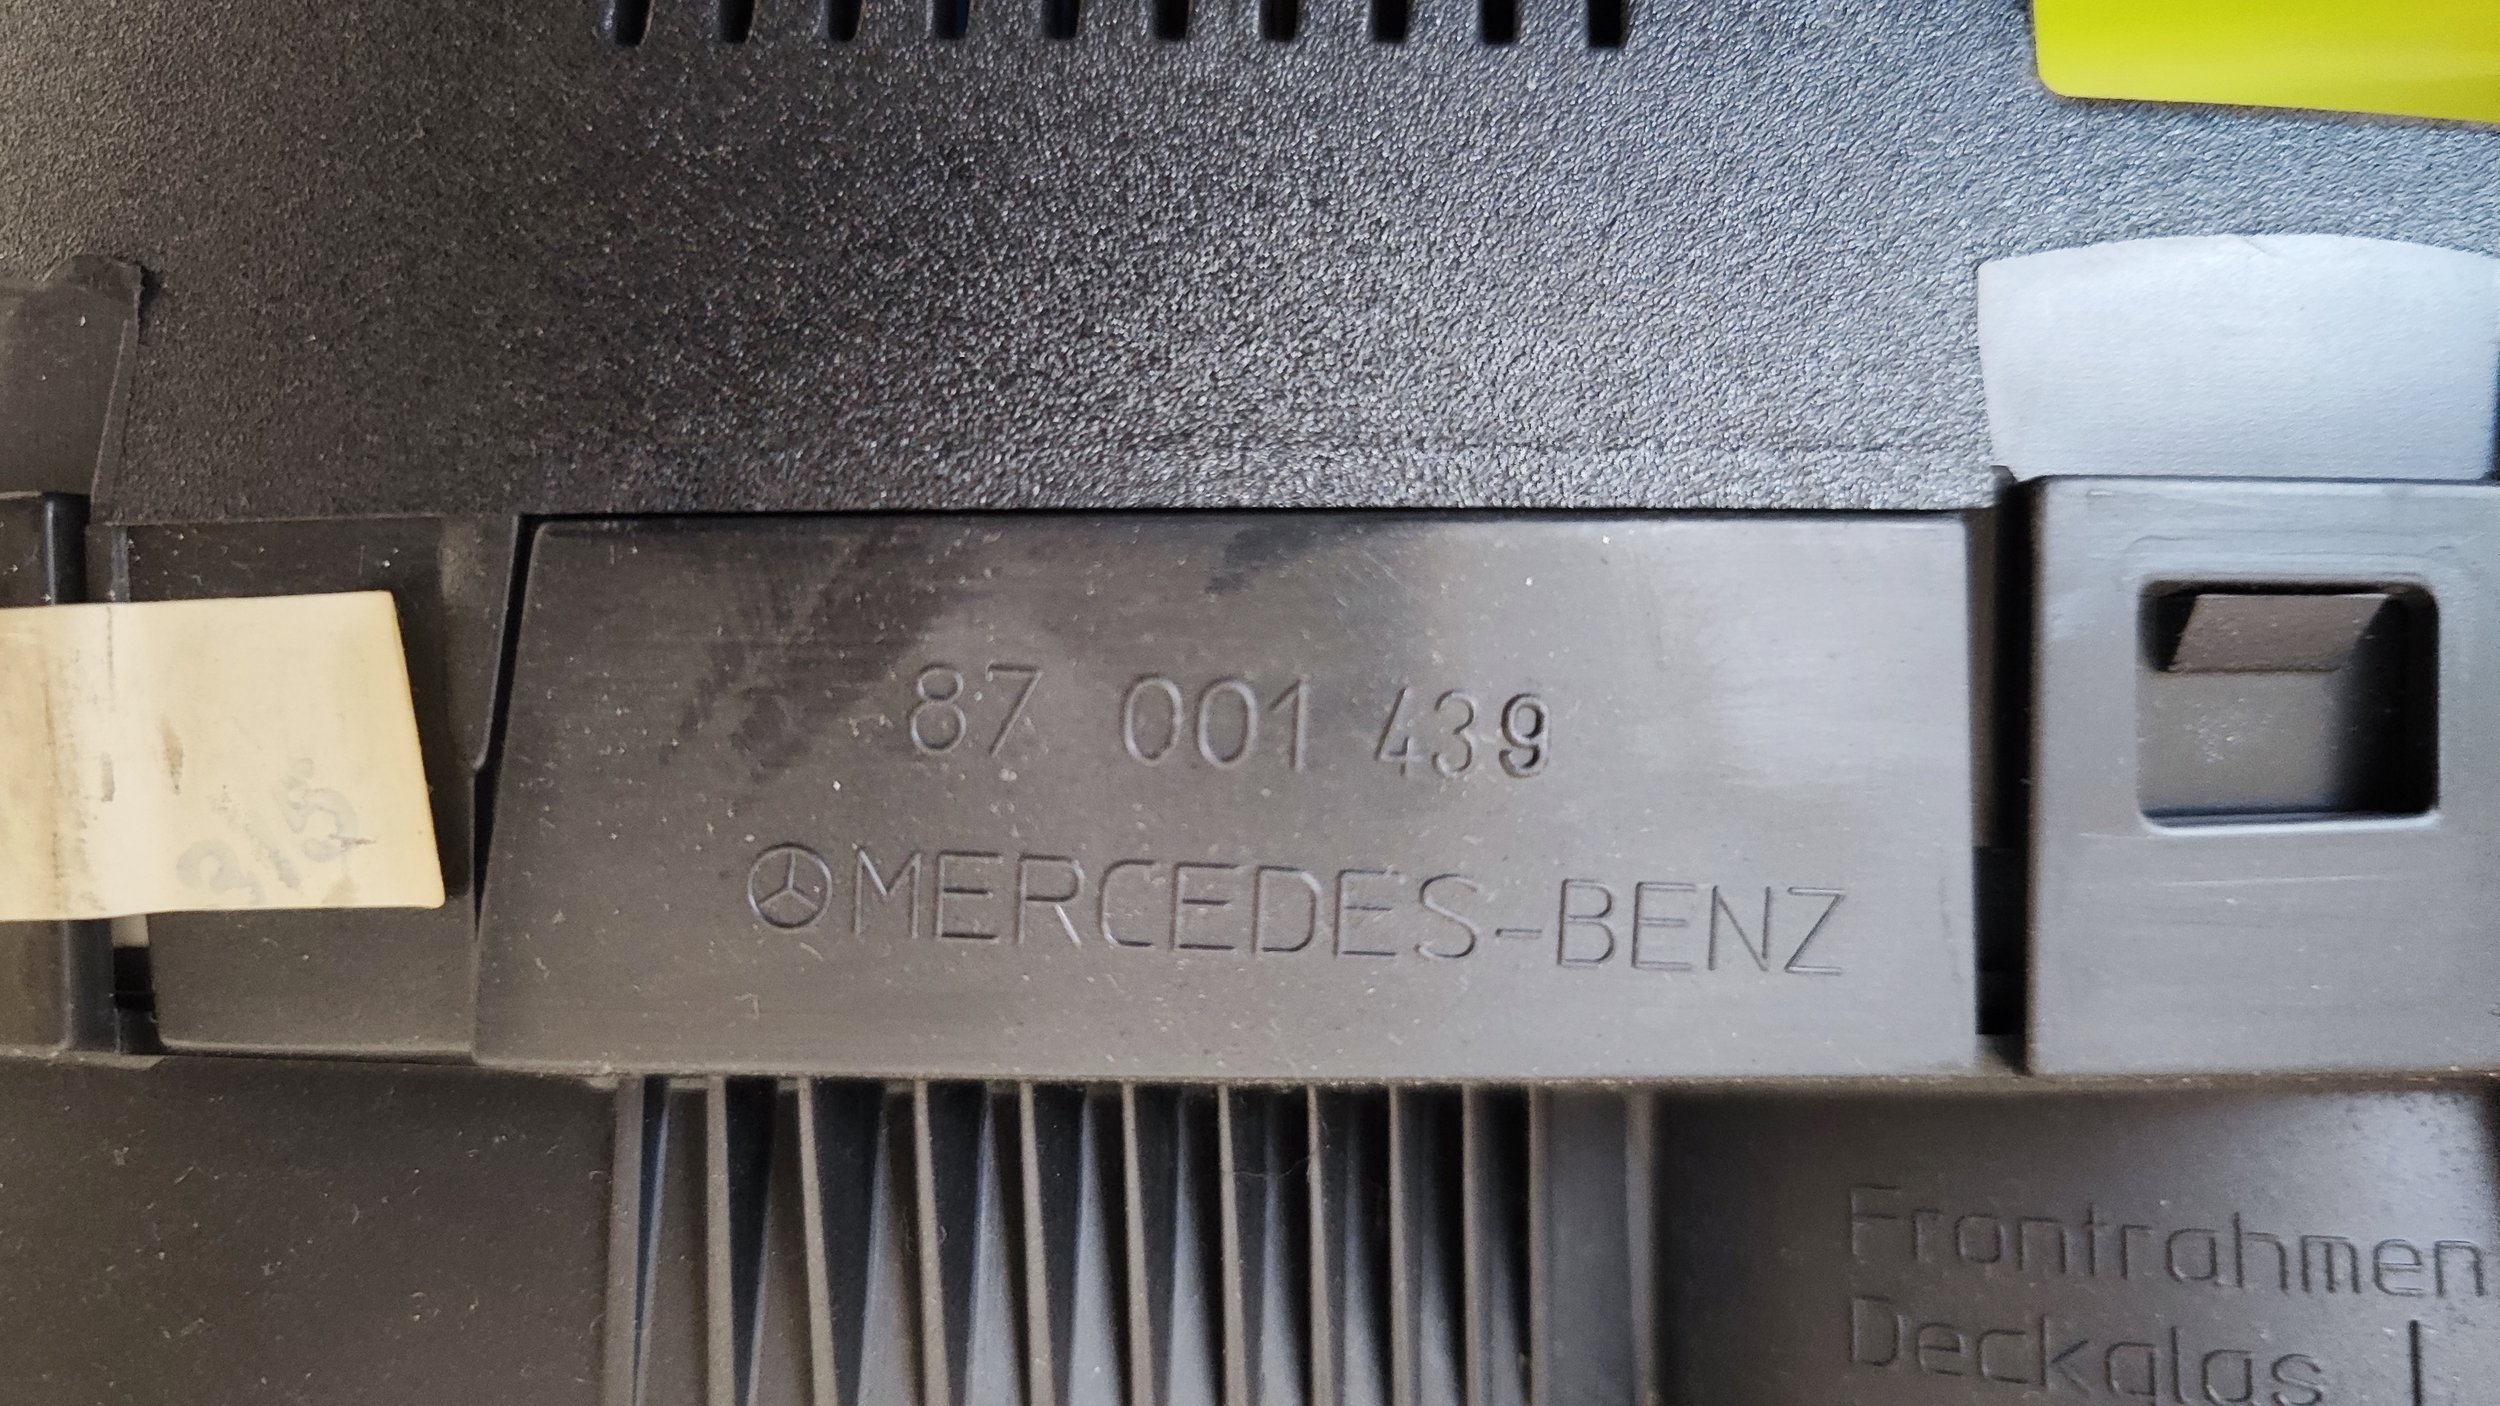 87 001 439
MERCEDES-BENZ
Frontrahmen
Deckglas